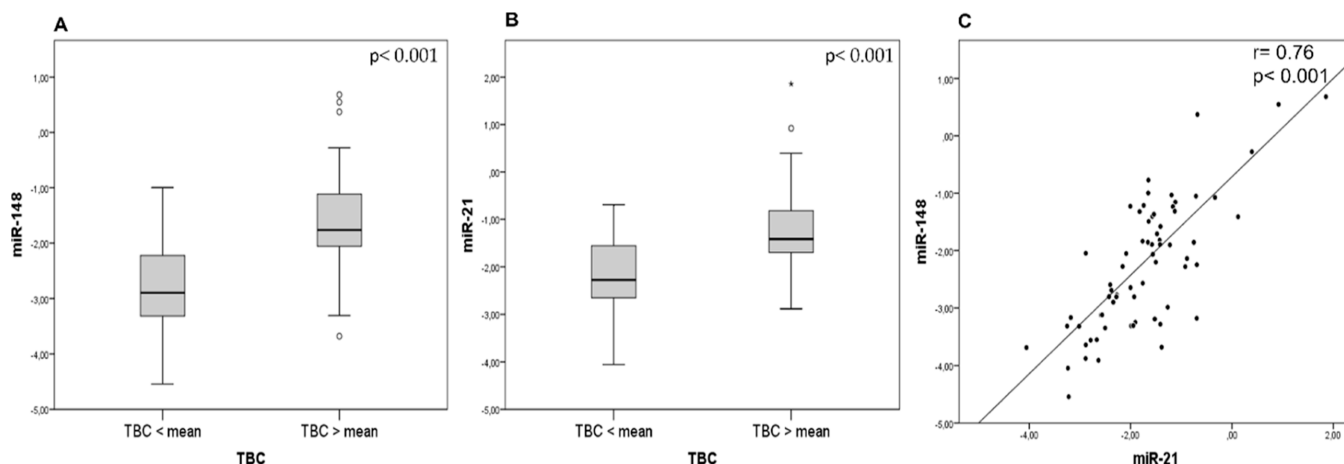 A
p< 0.001
miR-148
1,00
,00
-1,00
-2,00
-3,00
-4,00
-5,00
TBC < mean TBC > mean
TBC
B
p< 0.001
miR-21
2,00
1,00
,00
-1,00
-2,00
-3,00
-4,00
-5,00
TBC < mean TBC > mean
TBC
C
r= 0.76
p< 0.001
miR-148
1,00
,00
-1,00
-2,00
-3,00
-4,00
-5,00
-4,00 -2,00 ,00 2,00
miR-21